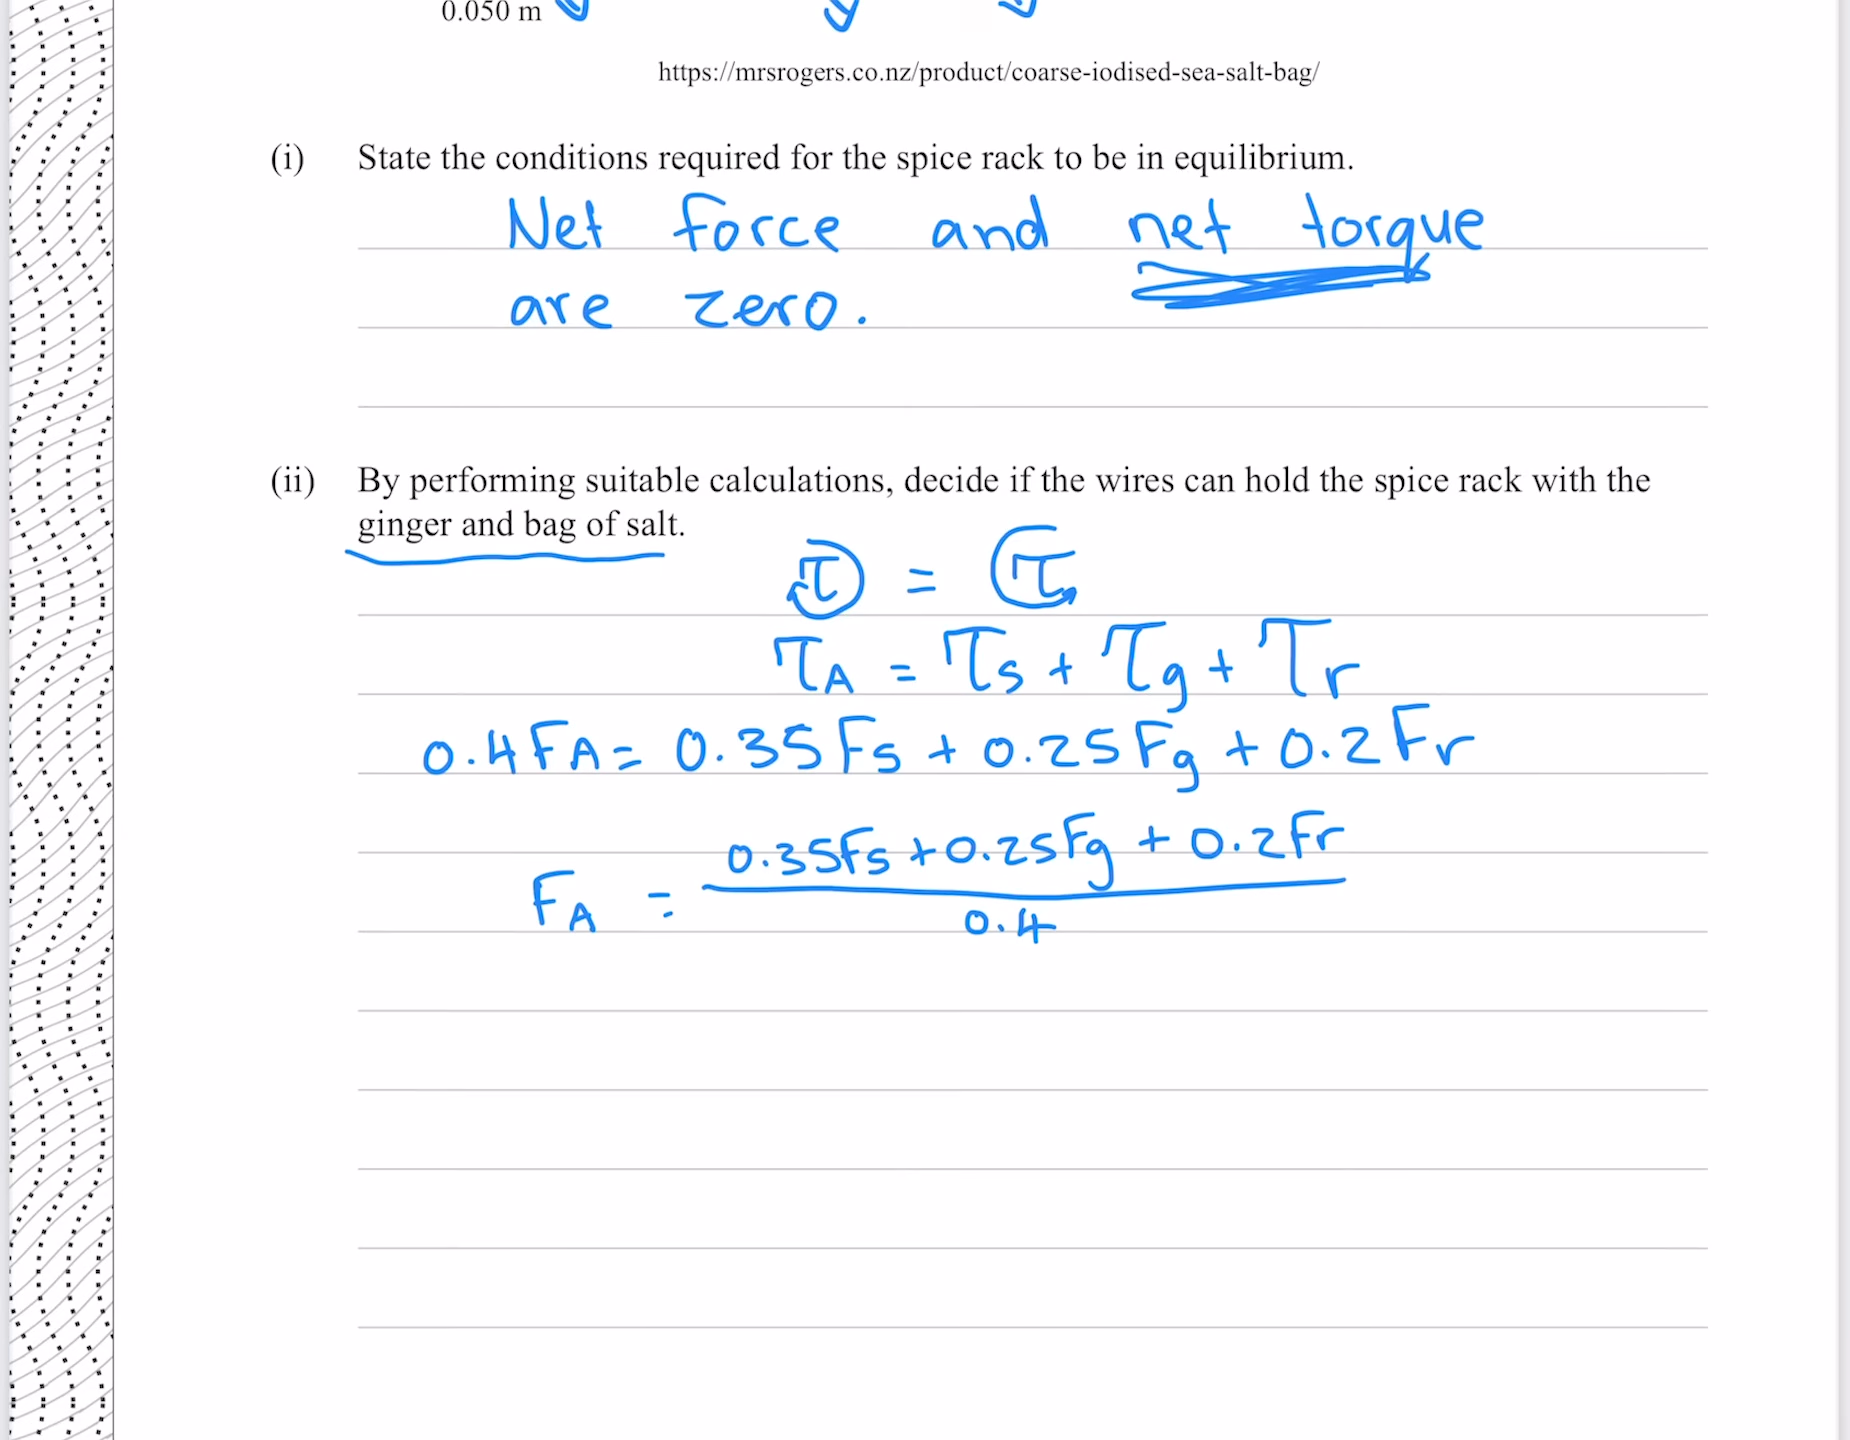 0.050 m
https://mrsrogers.co.nz/product/coarse-iodised-sea-salt-bag/
(i) State the conditions required for the spice rack to be in equilibrium.
Net force and net torque
are zero.
(ii) By performing suitable calculations, decide if the wires can hold the spice rack with the
ginger and bag of salt.
τ = τ
τA = τs + τg + τr
0.4FA = 0.35Fs + 0.25Fg + 0.2Fr
FA = 0.35Fs + 0.25Fg + 0.2Fr
0.4